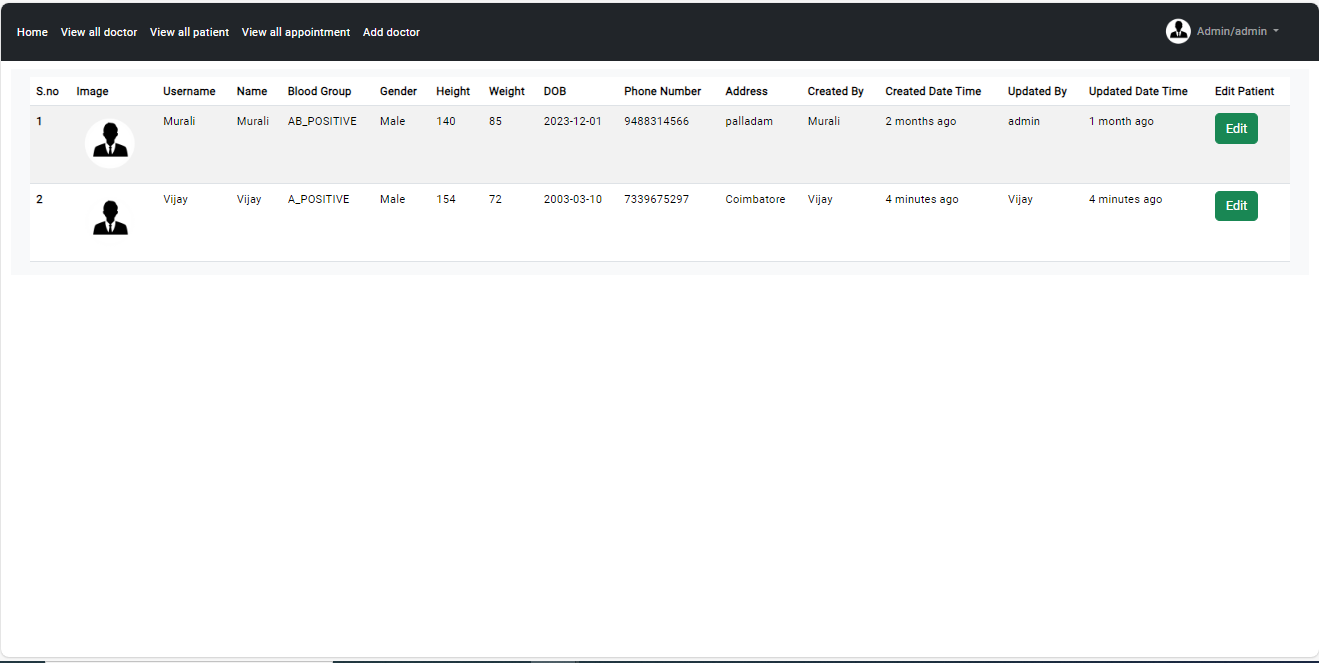 Home View all doctor View all patient View all appointment Add doctor Admin/admin
S.no Image Username Name Blood Group Gender Height Weight DOB Phone Number Address Created By Created Date Time Updated By Updated Date Time Edit Patient
1 Murali Murali AB_POSITIVE Male 140 85 2023-12-01 9488314566 palladam Murali 2 months ago admin 1 month ago Edit
2 Vijay Vijay A_POSITIVE Male 154 72 2003-03-10 7339675297 Coimbatore Vijay 4 minutes ago Vijay 4 minutes ago Edit